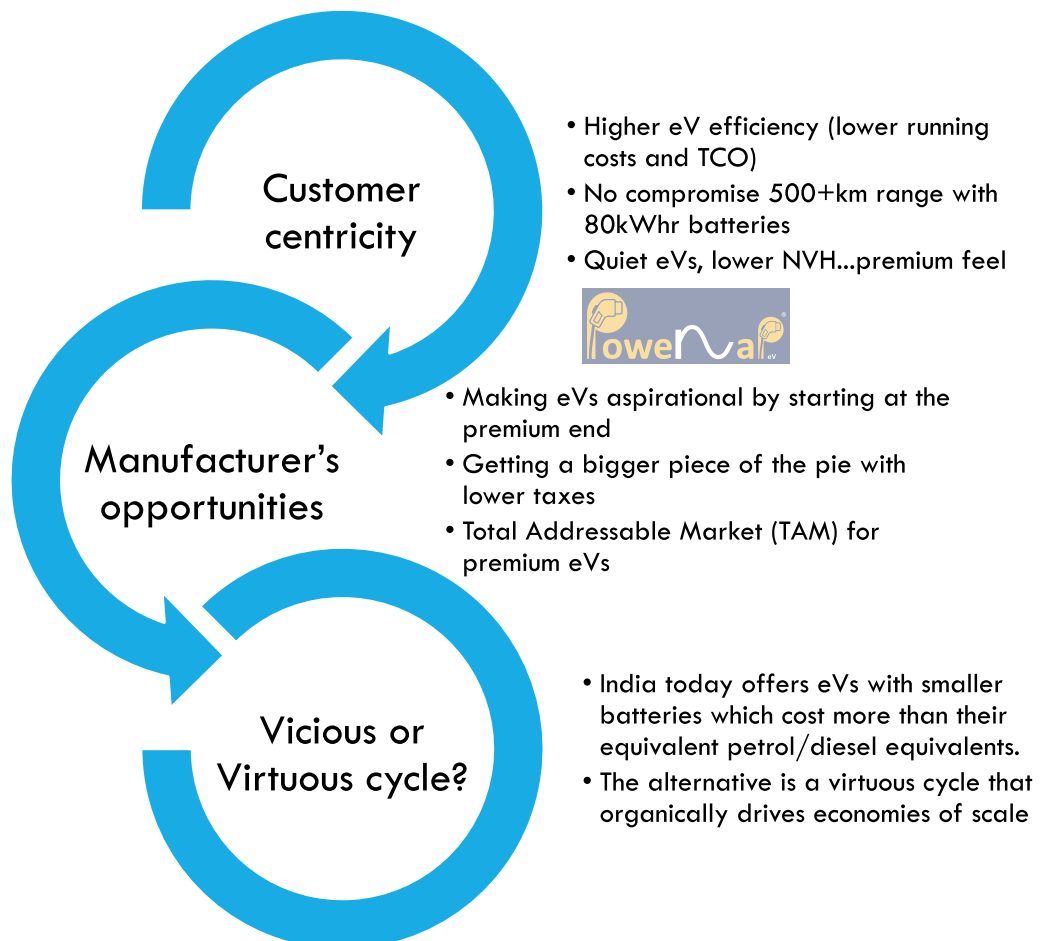 Customer
centricity
• Higher eV efficiency (lower running
costs and TCO)
• No compromise 500+km range with
80kWhr batteries
• Quiet eVs, lower NVH...premium feel
PowerNap
eV
®
Manufacturer’s
opportunities
• Making eVs aspirational by starting at the
premium end
• Getting a bigger piece of the pie with
lower taxes
• Total Addressable Market (TAM) for
premium eVs
Vicious or
Virtuous cycle?
• India today offers eVs with smaller
batteries which cost more than their
equivalent petrol/diesel equivalents.
• The alternative is a virtuous cycle that
organically drives economies of scale